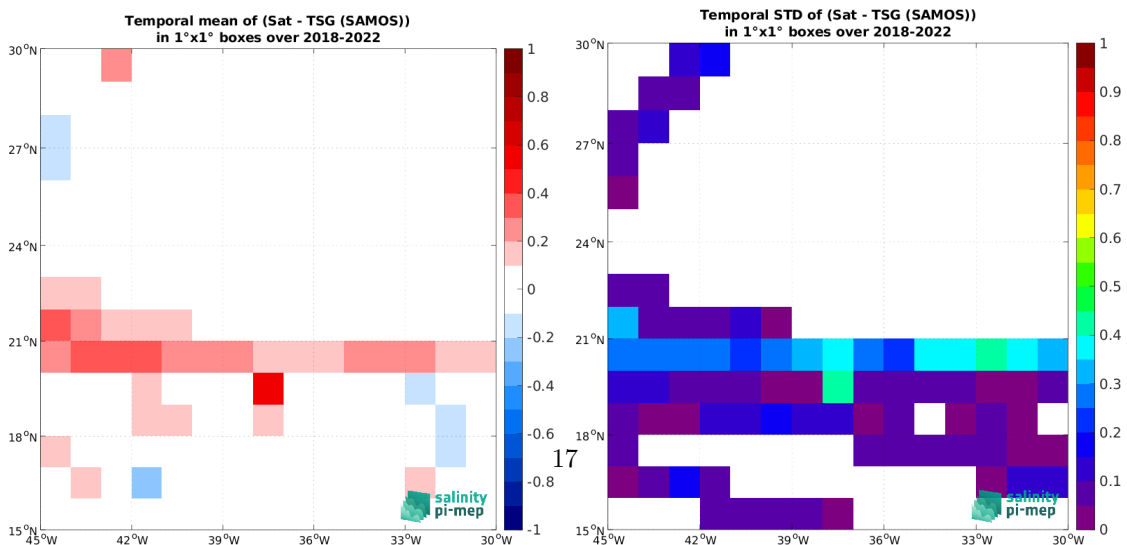 Temporal mean of (Sat - TSG (SAMOS))
in 1°x1° boxes over 2018-2022
30°N
27°N
24°N
21°N
18°N
15°N
45°W
42°W
39°W
36°W
33°W
30°W
1
0.8
0.6
0.4
0.2
0
-0.2
-0.4
-0.6
-0.8
-1
salinity
pi-mep
17
Temporal STD of (Sat - TSG (SAMOS))
in 1°x1° boxes over 2018-2022
30°N
27°N
24°N
21°N
18°N
15°N
45°W
42°W
39°W
36°W
33°W
30°W
1
0.9
0.8
0.7
0.6
0.5
0.4
0.3
0.2
0.1
0
salinity
pi-mep